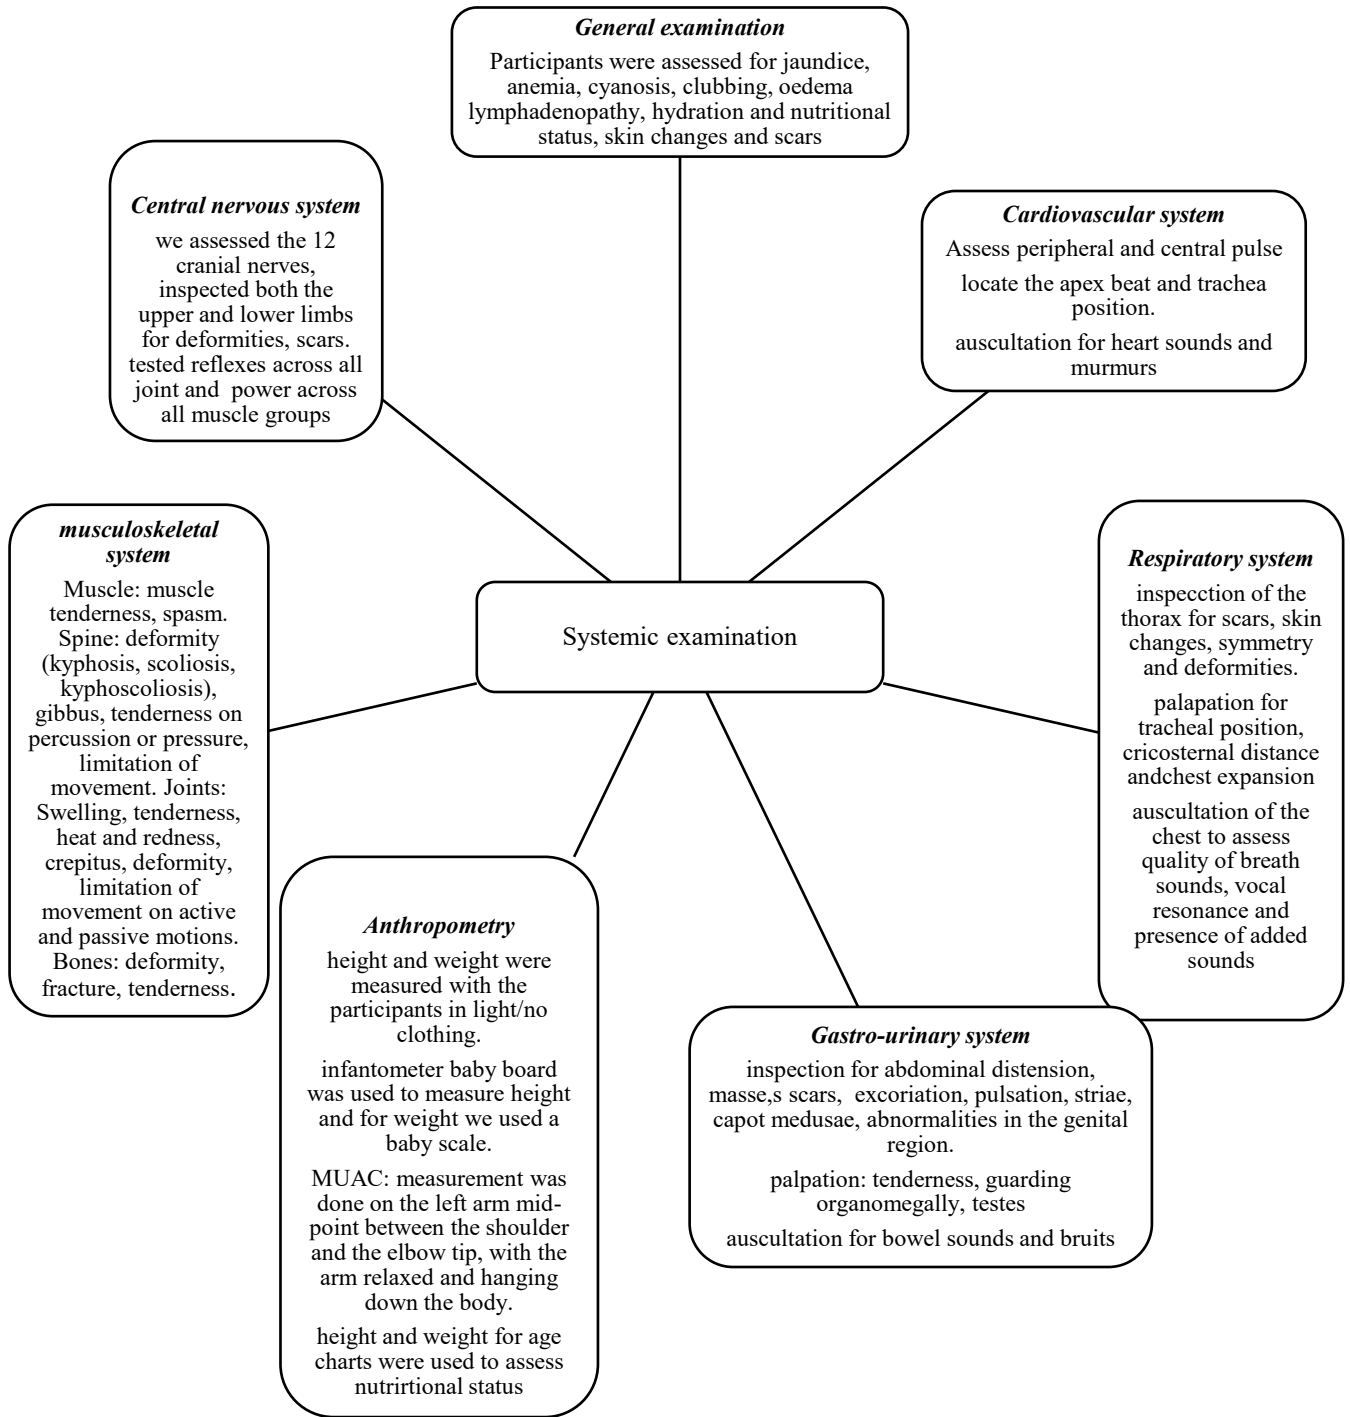 General examination
Participants were assessed for jaundice,
anemia, cyanosis, clubbing, oedema
lymphadenopathy, hydration and nutritional
status, skin changes and scars
Central nervous system
we assessed the 12
cranial nerves,
inspected both the
upper and lower limbs
for deformities, scars.
tested reflexes across all
joint and power across
all muscle groups
Cardiovascular system
Assess peripheral and central pulse
locate the apex beat and trachea
position.
auscultation for heart sounds and
murmurs
musculoskeletal
system
Muscle: muscle
tenderness, spasm.
Spine: deformity
(kyphosis, scoliosis,
kyphoscoliosis),
gibbus, tenderness on
percussion or pressure,
limitation of
movement. Joints:
Swelling, tenderness,
heat and redness,
crepitus, deformity,
limitation of
movement on active
and passive motions.
Bones: deformity,
fracture, tenderness.
Systemic examination
Respiratory system
inspecction of the
thorax for scars, skin
changes, symmetry
and deformities.
palapation for
tracheal position,
cricosternal distance
andchest expansion
auscultation of the
chest to assess
quality of breath
sounds, vocal
resonance and
presence of added
sounds
Anthropometry
height and weight were
measured with the
participants in light/no
clothing.
infantometer baby board
was used to measure height
and for weight we used a
baby scale.
MUAC: measurement was
done on the left arm mid-
point between the shoulder
and the elbow tip, with the
arm relaxed and hanging
down the body.
height and weight for age
charts were used to assess
nutrirtional status
Gastro-urinary system
inspection for abdominal distension,
masse,s scars, excoriation, pulsation, striae,
capot medusae, abnormalities in the genital
region.
palpation: tenderness, guarding
organomegally, testes
auscultation for bowel sounds and bruits